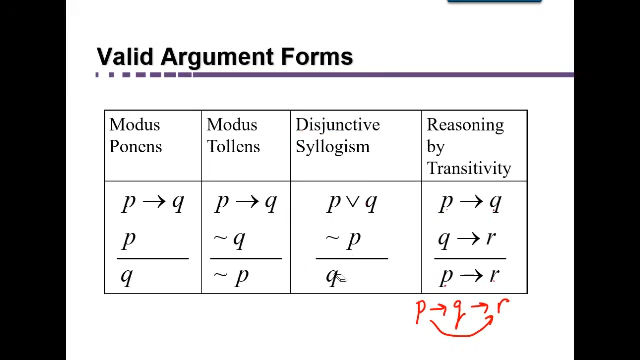 Valid Argument Forms
Modus Ponens
Modus Tollens
Disjunctive Syllogism
Reasoning by Transitivity
p → q
p
q
p → q
~ q
~ p
p ∨ q
~ p
q
p → q
q → r
p → r
p → q → r